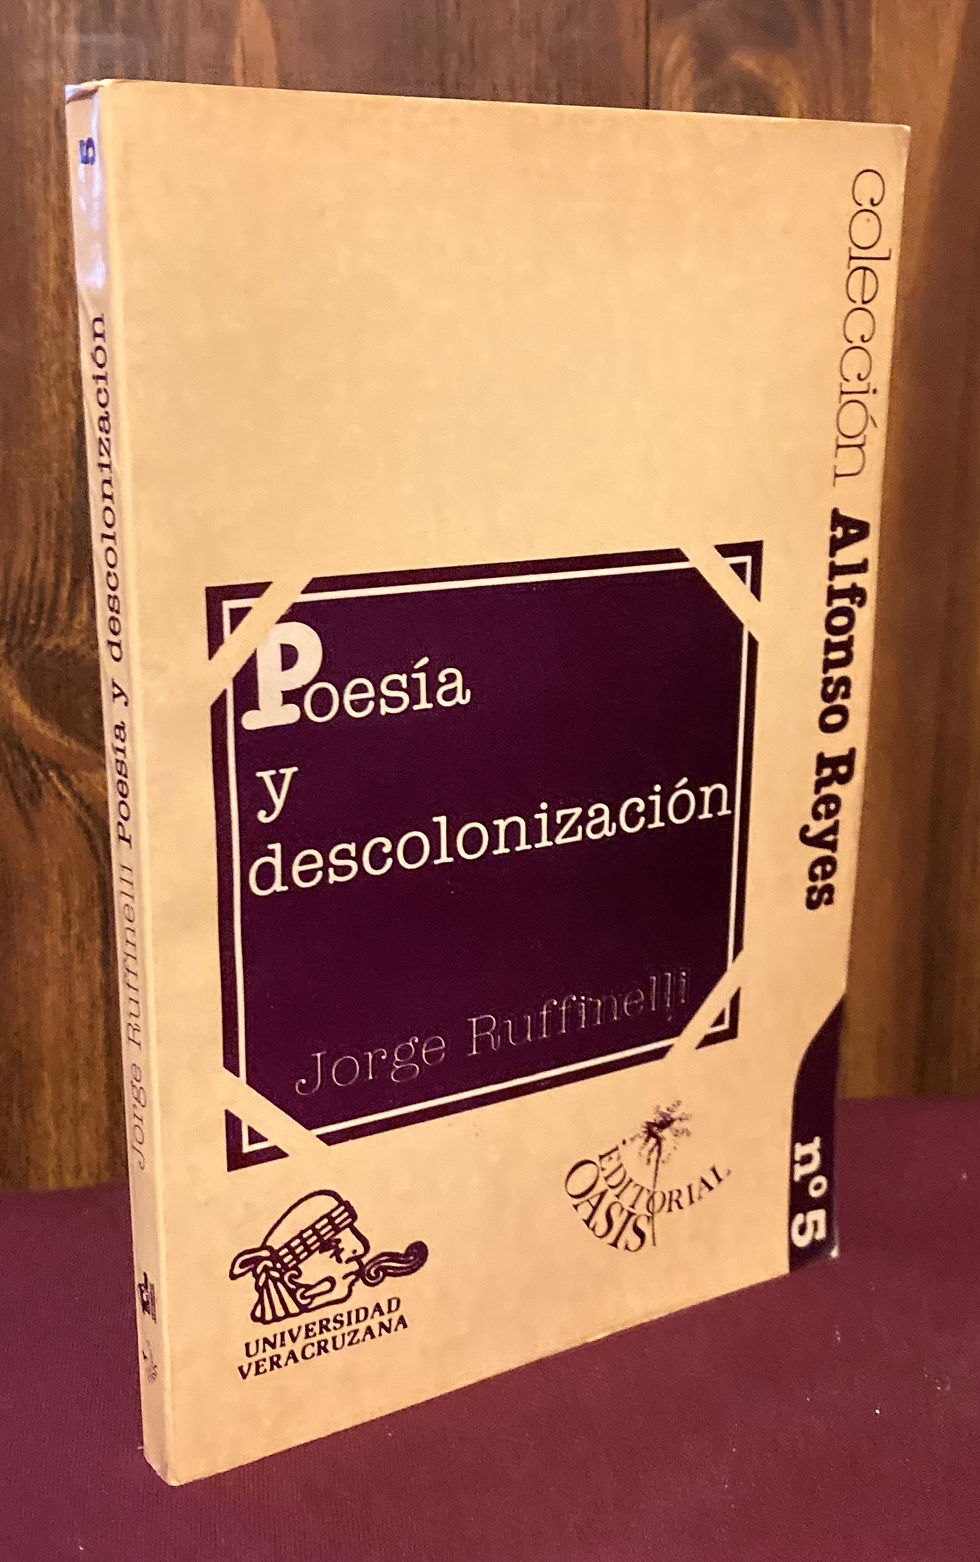 5
Jorge Ruffinelli Poesía y descolonización
colección Alfonso Reyes
nº 5
Poesía
y
descolonización
Jorge Ruffinelli
UNIVERSIDAD
VERACRUZANA
EDITORIAL
OASIS